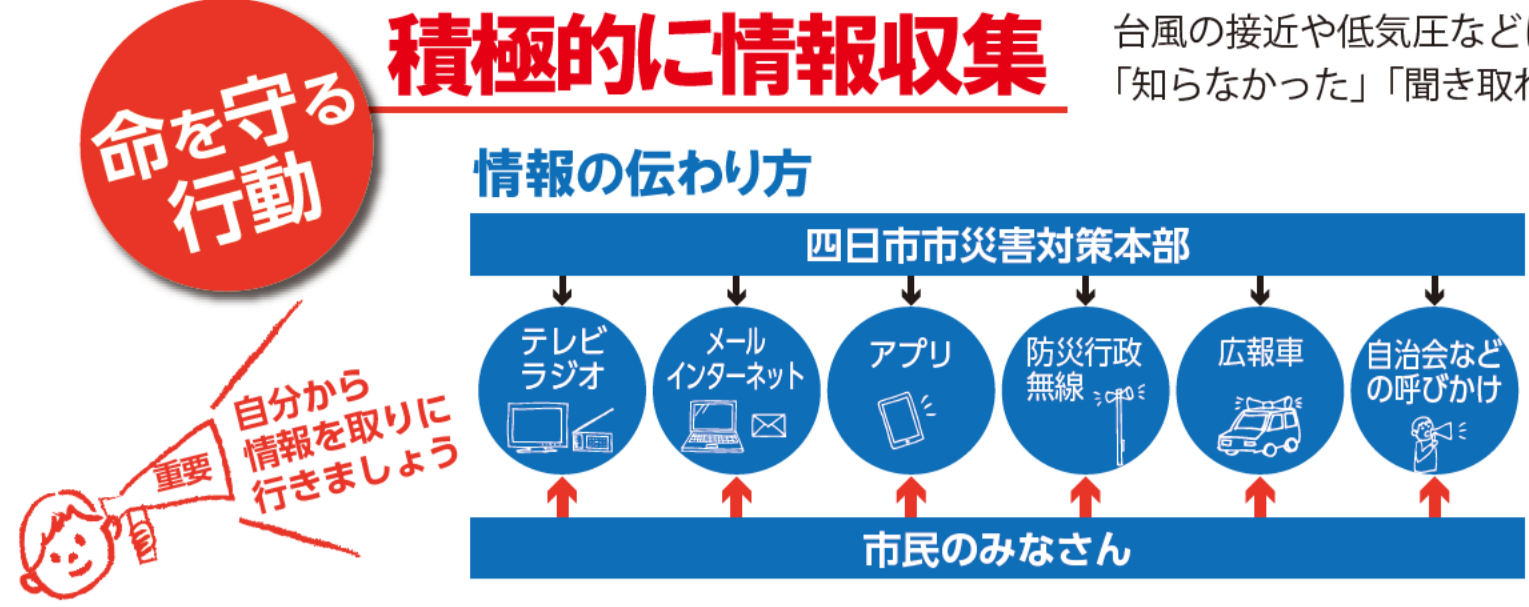 命を守る
行動
積極的に情報収集
台風の接近や低気圧など
「知らなかった」「聞き取
情報の伝わり方
四日市市災害対策本部
テレビ
ラジオ
メール
インターネット
アプリ
防災行政
無線
広報車
自治会など
の呼びかけ
重要
自分から
情報を取りに
行きましょう
市民のみなさん